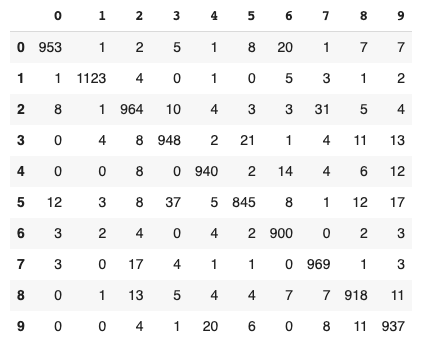 0 1 2 3 4 5 6 7 8 9
0 953 1 2 5 1 8 20 1 7 7
1 1 1123 4 0 1 0 5 3 1 2
2 8 1 964 10 4 3 3 31 5 4
3 0 4 8 948 2 21 1 4 11 13
4 0 0 8 0 940 2 14 4 6 12
5 12 3 8 37 5 845 8 1 12 17
6 3 2 4 0 4 2 900 0 2 3
7 3 0 17 4 1 1 0 969 1 3
8 0 1 13 5 4 4 7 7 918 11
9 0 0 4 1 20 6 0 8 11 937